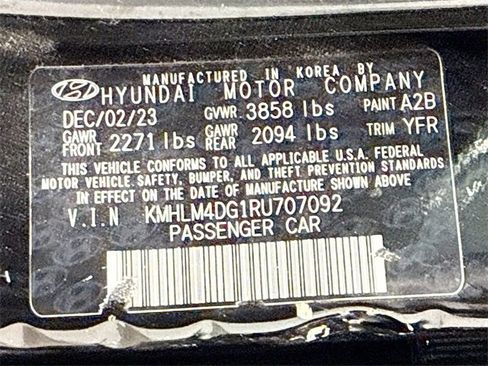 MANUFACTURED IN KOREA BY
HYUNDAI MOTOR COMPANY
DEC/02/23 GVWR 3858 lbs PAINT A2B
GAWR FRONT 2271 lbs GAWR REAR 2094 lbs TRIM YFR
THIS VEHICLE CONFORMS TO ALL APPLICABLE U.S.A. FEDERAL
MOTOR VEHICLE SAFETY, BUMPER, AND THEFT PREVENTION STANDARDS
IN EFFECT ON THE DATE OF MANUFACTURE SHOWN ABOVE
V.I.N KMHLM4DG1RU707092
PASSENGER CAR